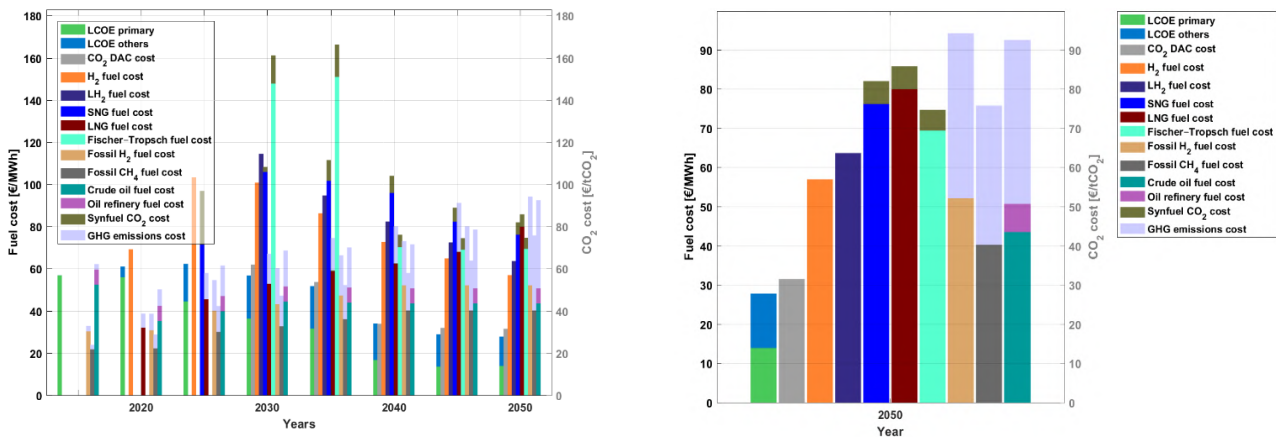 180
160
140
120
100
80
60
40
20
0
Fuel cost [€/MWh]
LCOE primary
LCOE others
CO2 DAC cost
H2 fuel cost
LH2 fuel cost
SNG fuel cost
LNG fuel cost
Fischer-Tropsch fuel cost
Fossil H2 fuel cost
Fossil CH4 fuel cost
Crude oil fuel cost
Oil refinery fuel cost
Synfuel CO2 cost
GHG emissions cost
180
160
140
120
100
80
60
40
20
0
CO2 cost [€/tCO2]
2020
2030
2040
2050
Years
90
80
70
60
50
40
30
20
10
0
Fuel cost [€/MWh]
90
80
70
60
50
40
30
20
10
0
CO2 cost [€/tCO2]
2050
Year
LCOE primary
LCOE others
CO2 DAC cost
H2 fuel cost
LH2 fuel cost
SNG fuel cost
LNG fuel cost
Fischer-Tropsch fuel cost
Fossil H2 fuel cost
Fossil CH4 fuel cost
Crude oil fuel cost
Oil refinery fuel cost
Synfuel CO2 cost
GHG emissions cost